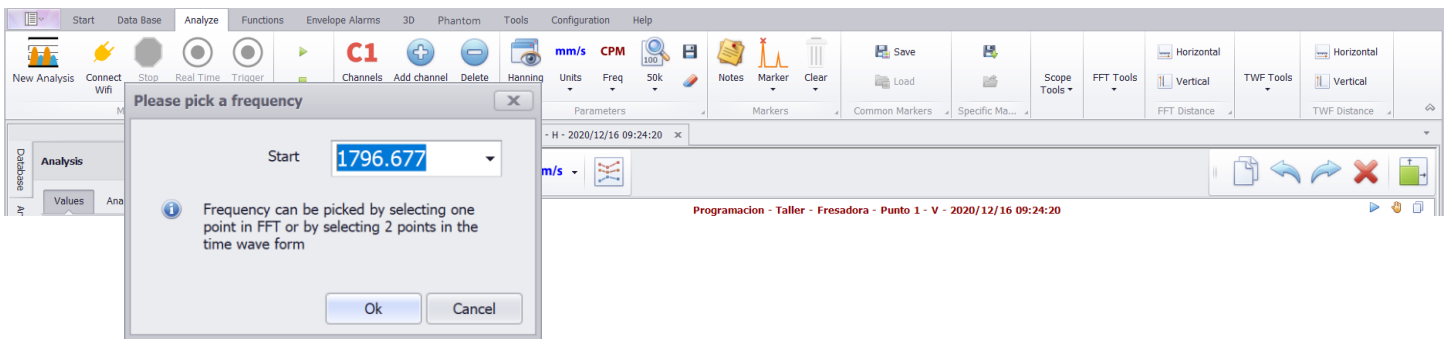 Start Data Base Analyze Functions Envelope Alarms 3D Phantom Tools Configuration Help
100
New Analysis Connect Wifi Stop Real Time Trigger C1 Channels Add channel Delete Hanning mm/s Units CPM Freq 50k Notes Marker Clear Save Load Scope Tools FFT Tools Horizontal Vertical TWF Tools Horizontal Vertical
M Parameters Markers Common Markers Specific Ma... FFT Distance TWF Distance
Please pick a frequency
- H - 2020/12/16 09:24:20
Database
Analysis
m/s
Values Ana
Programacion - Taller - Fresadora - Punto 1 - V - 2020/12/16 09:24:20
Start 1796.677
Frequency can be picked by selecting one
point in FFT or by selecting 2 points in the
time wave form
Ok Cancel